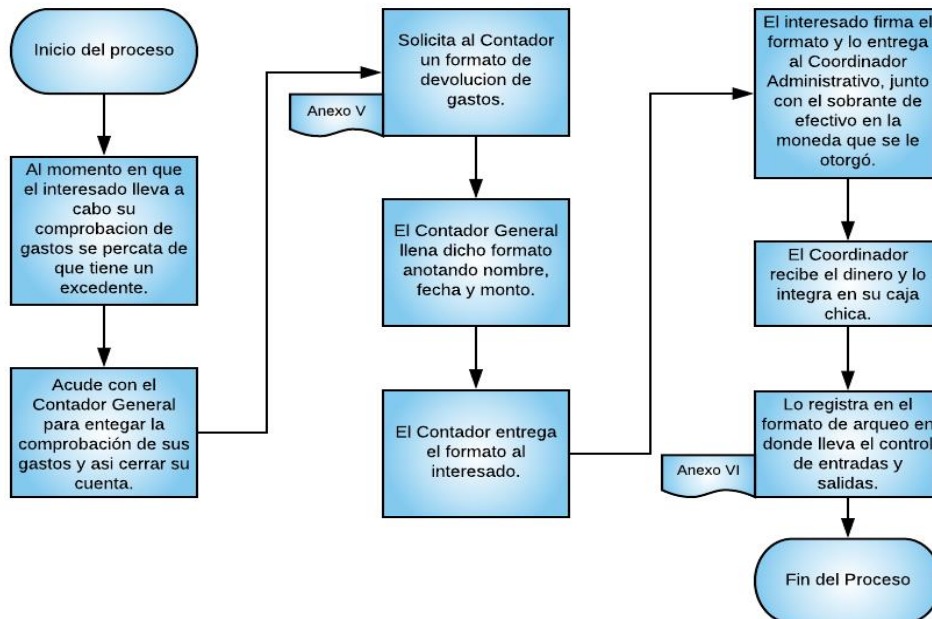 Inicio del proceso
Al momento en que
el interesado lleva a
cabo su
comprobacion de
gastos se percata de
que tiene un
excedente.
Acude con el
Contador General
para entegar la
comprobación de sus
gastos y asi cerrar su
cuenta.
Solicita al Contador
un formato de
devolucion de
gastos.
Anexo V
El Contador General
llena dicho formato
anotando nombre,
fecha y monto.
El Contador entrega
el formato al
interesado.
El interesado firma el
formato y lo entrega
al Coordinador
Administrativo, junto
con el sobrante de
efectivo en la
moneda que se le
otorgó.
El Coordinador
recibe el dinero y lo
integra en su caja
chica.
Lo registra en el
formato de arqueo en
donde lleva el control
de entradas y
salidas.
Anexo VI
Fin del Proceso